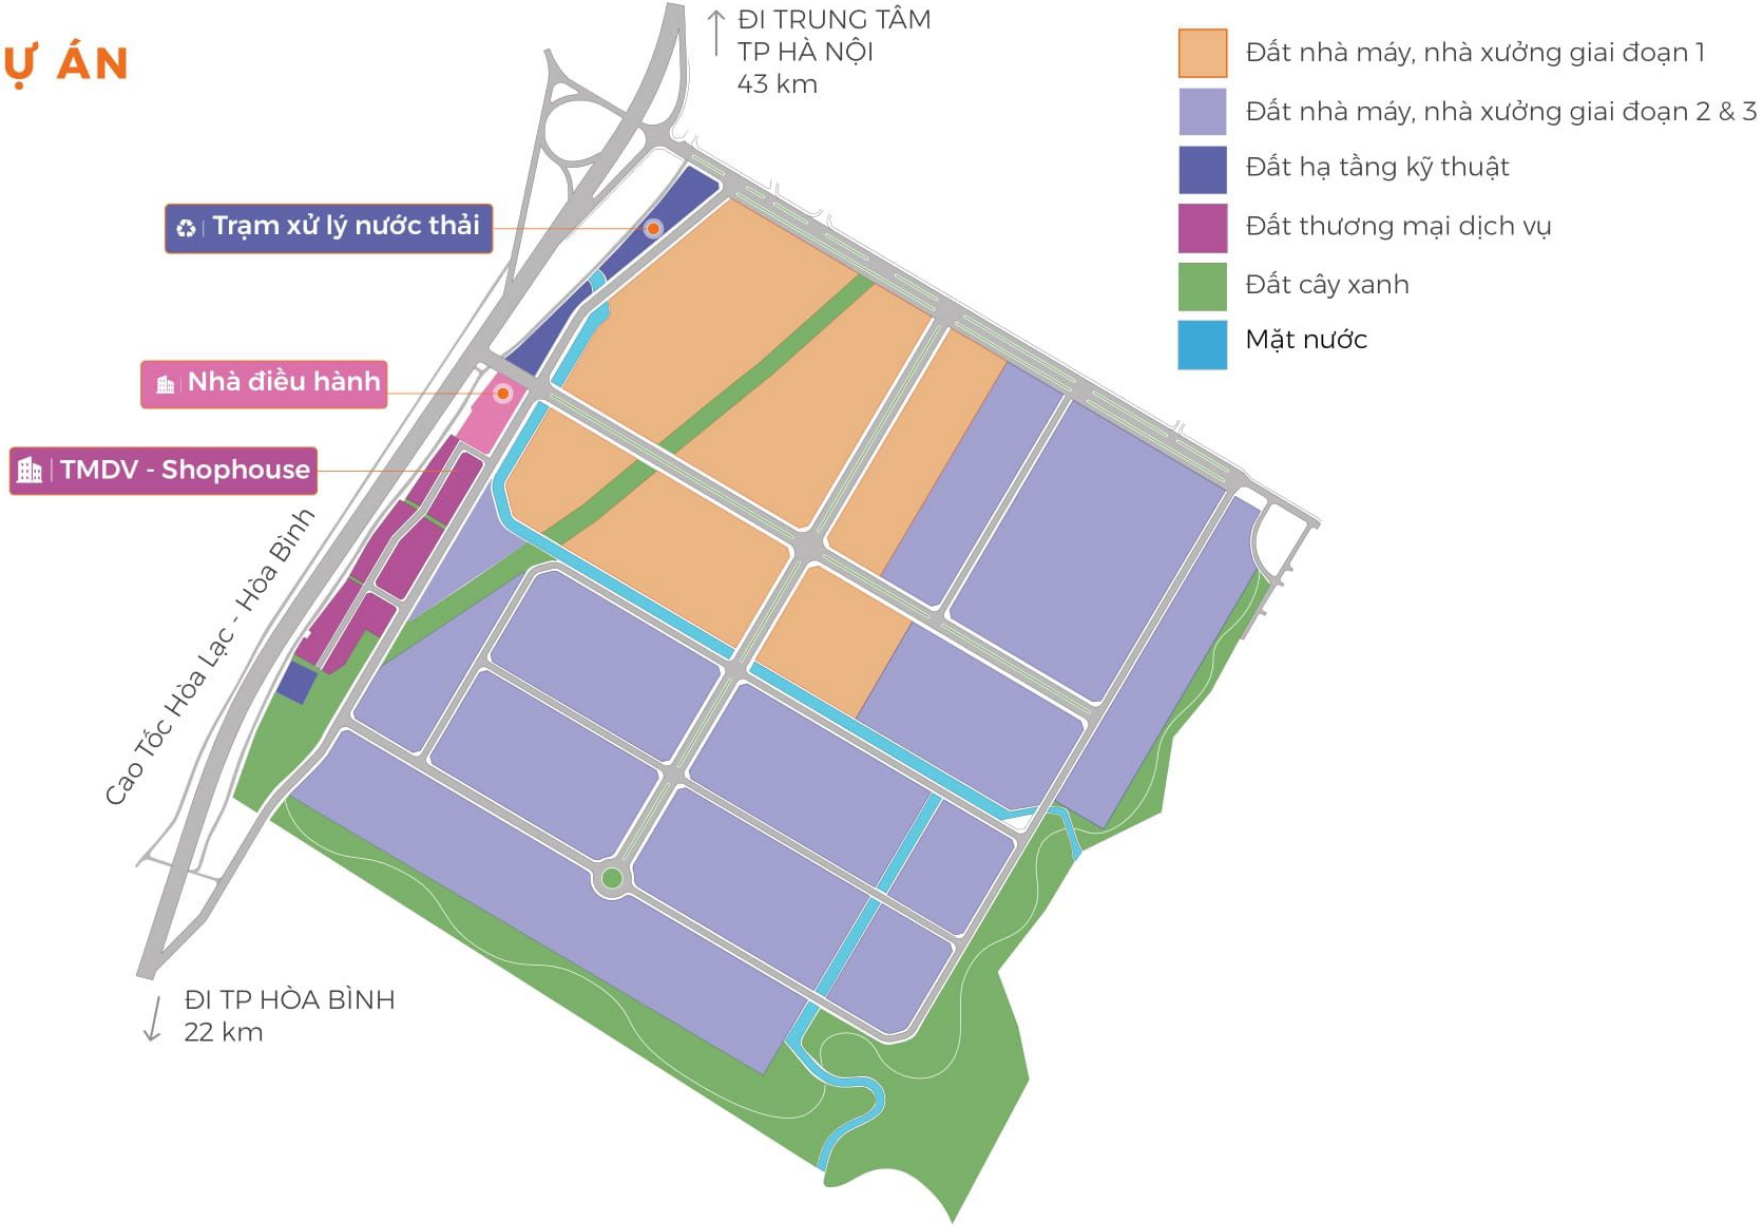 Ự ÁN
ĐI TRUNG TÂM
TP HÀ NỘI
43 km
Đất nhà máy, nhà xưởng giai đoạn 1
Đất nhà máy, nhà xưởng giai đoạn 2 & 3
Đất hạ tầng kỹ thuật
Đất thương mại dịch vụ
Đất cây xanh
Mặt nước
Trạm xử lý nước thải
Nhà điều hành
TMDV - Shophouse
Cao Tốc Hòa Lạc - Hòa Bình
ĐI TP HÒA BÌNH
22 km